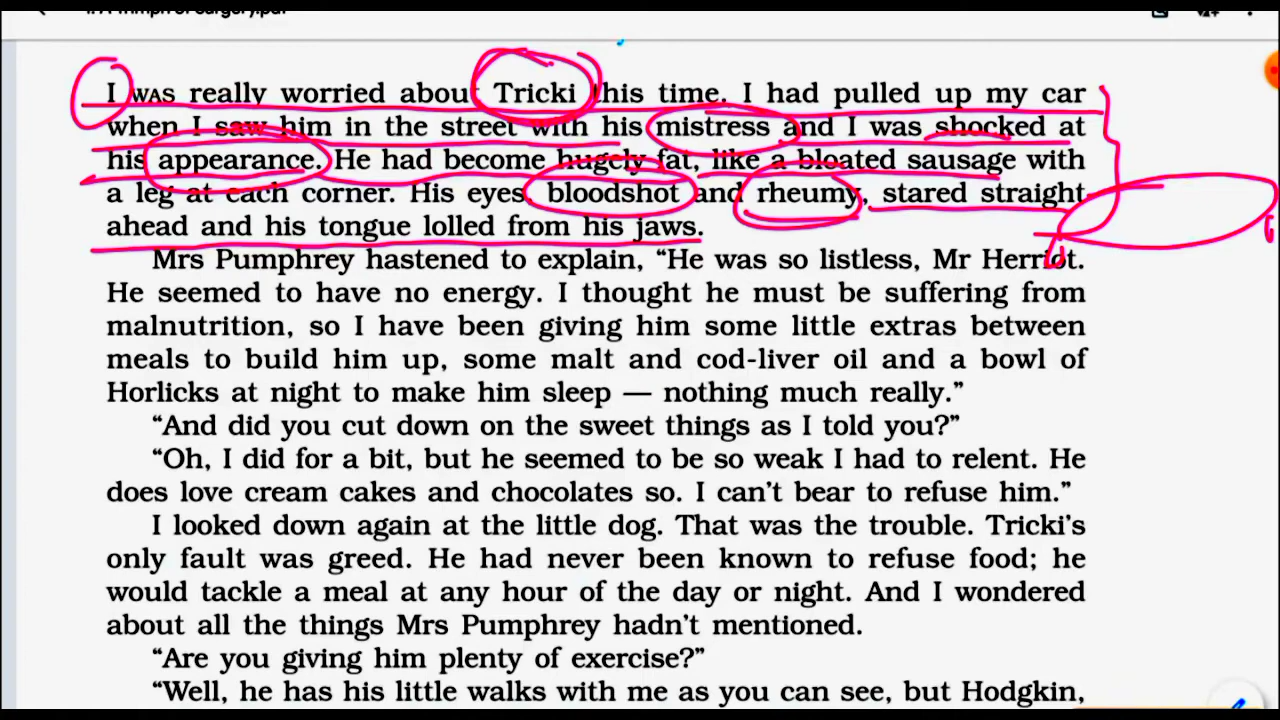 I was really worried about Tricki this time. I had pulled up my car
when I saw him in the street with his mistress and I was shocked at
his appearance. He had become hugely fat, like a bloated sausage with
a leg at each corner. His eyes, bloodshot and rheumy, stared straight
ahead and his tongue lolled from his jaws.
Mrs Pumphrey hastened to explain, “He was so listless, Mr Herriot.
He seemed to have no energy. I thought he must be suffering from
malnutrition, so I have been giving him some little extras between
meals to build him up, some malt and cod-liver oil and a bowl of
Horlicks at night to make him sleep — nothing much really.”
“And did you cut down on the sweet things as I told you?”
“Oh, I did for a bit, but he seemed to be so weak I had to relent. He
does love cream cakes and chocolates so. I can’t bear to refuse him.”
I looked down again at the little dog. That was the trouble. Tricki’s
only fault was greed. He had never been known to refuse food; he
would tackle a meal at any hour of the day or night. And I wondered
about all the things Mrs Pumphrey hadn’t mentioned.
“Are you giving him plenty of exercise?”
“Well, he has his little walks with me as you can see, but Hodgkin,